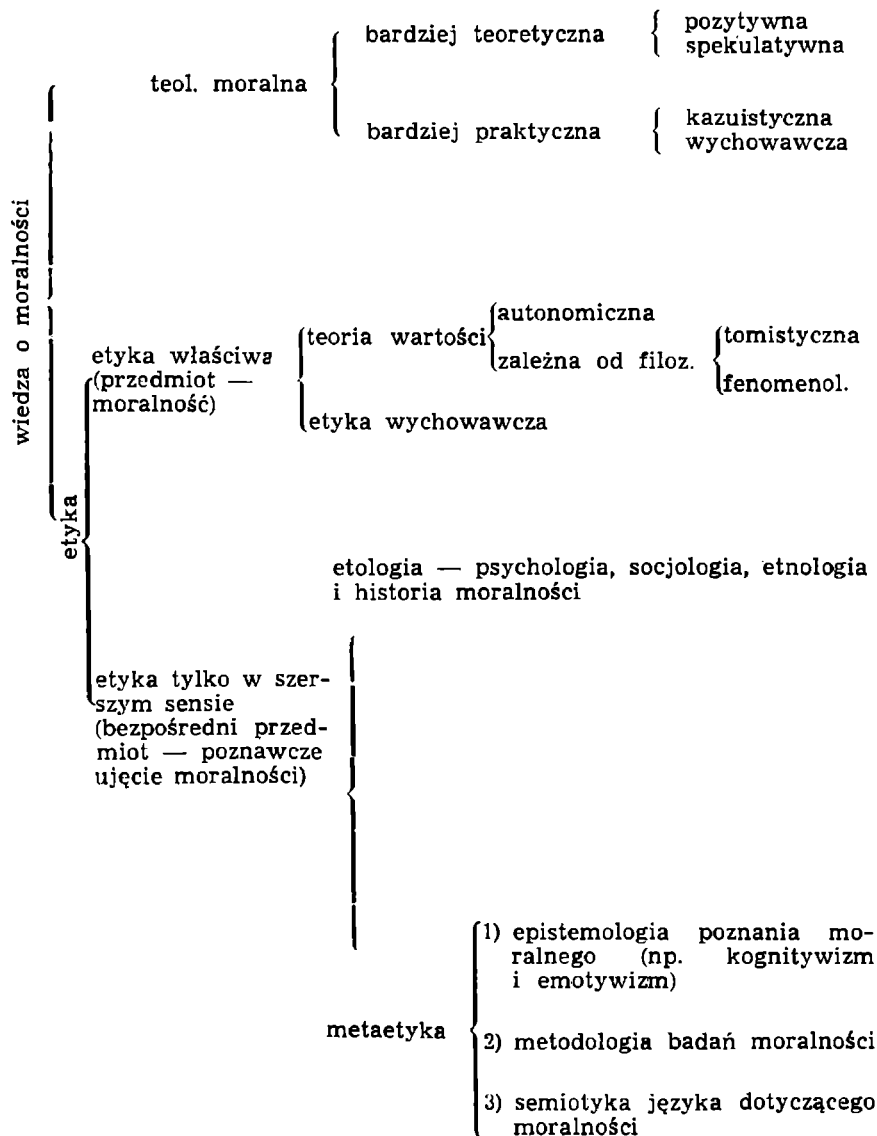 wiedza o moralności
teol. moralna
bardziej teoretyczna
pozytywna
spekulatywna
bardziej praktyczna
kazuistyczna
wychowawcza
etyka
etyka właściwa
(przedmiot —
moralność)
teoria wartości
autonomiczna
zależna od filoz.
tomistyczna
fenomenol.
etyka wychowawcza
etyka tylko w szer-
szym sensie
(bezpośredni przed-
miot — poznawcze
ujęcie moralności)
etologia — psychologia, socjologia, etnologia
i historia moralności
metaetyka
1) epistemologia poznania mo-
ralnego (np. kognitywizm
i emotywizm)
2) metodologia badań moralności
3) semiotyka języka dotyczącego
moralności